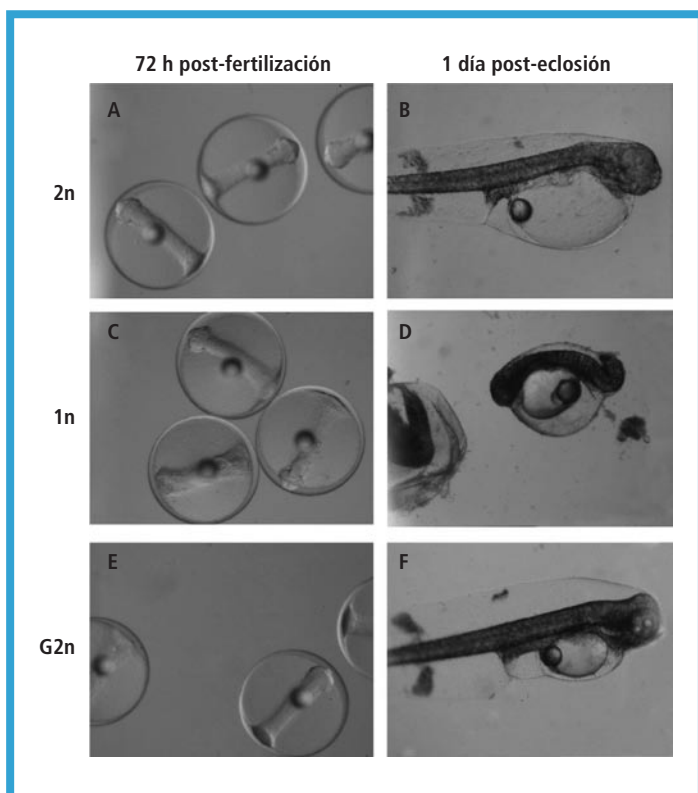 72 h post-fertilización 1 día post-eclosión
A B
2n
C D
1n
E F
G2n